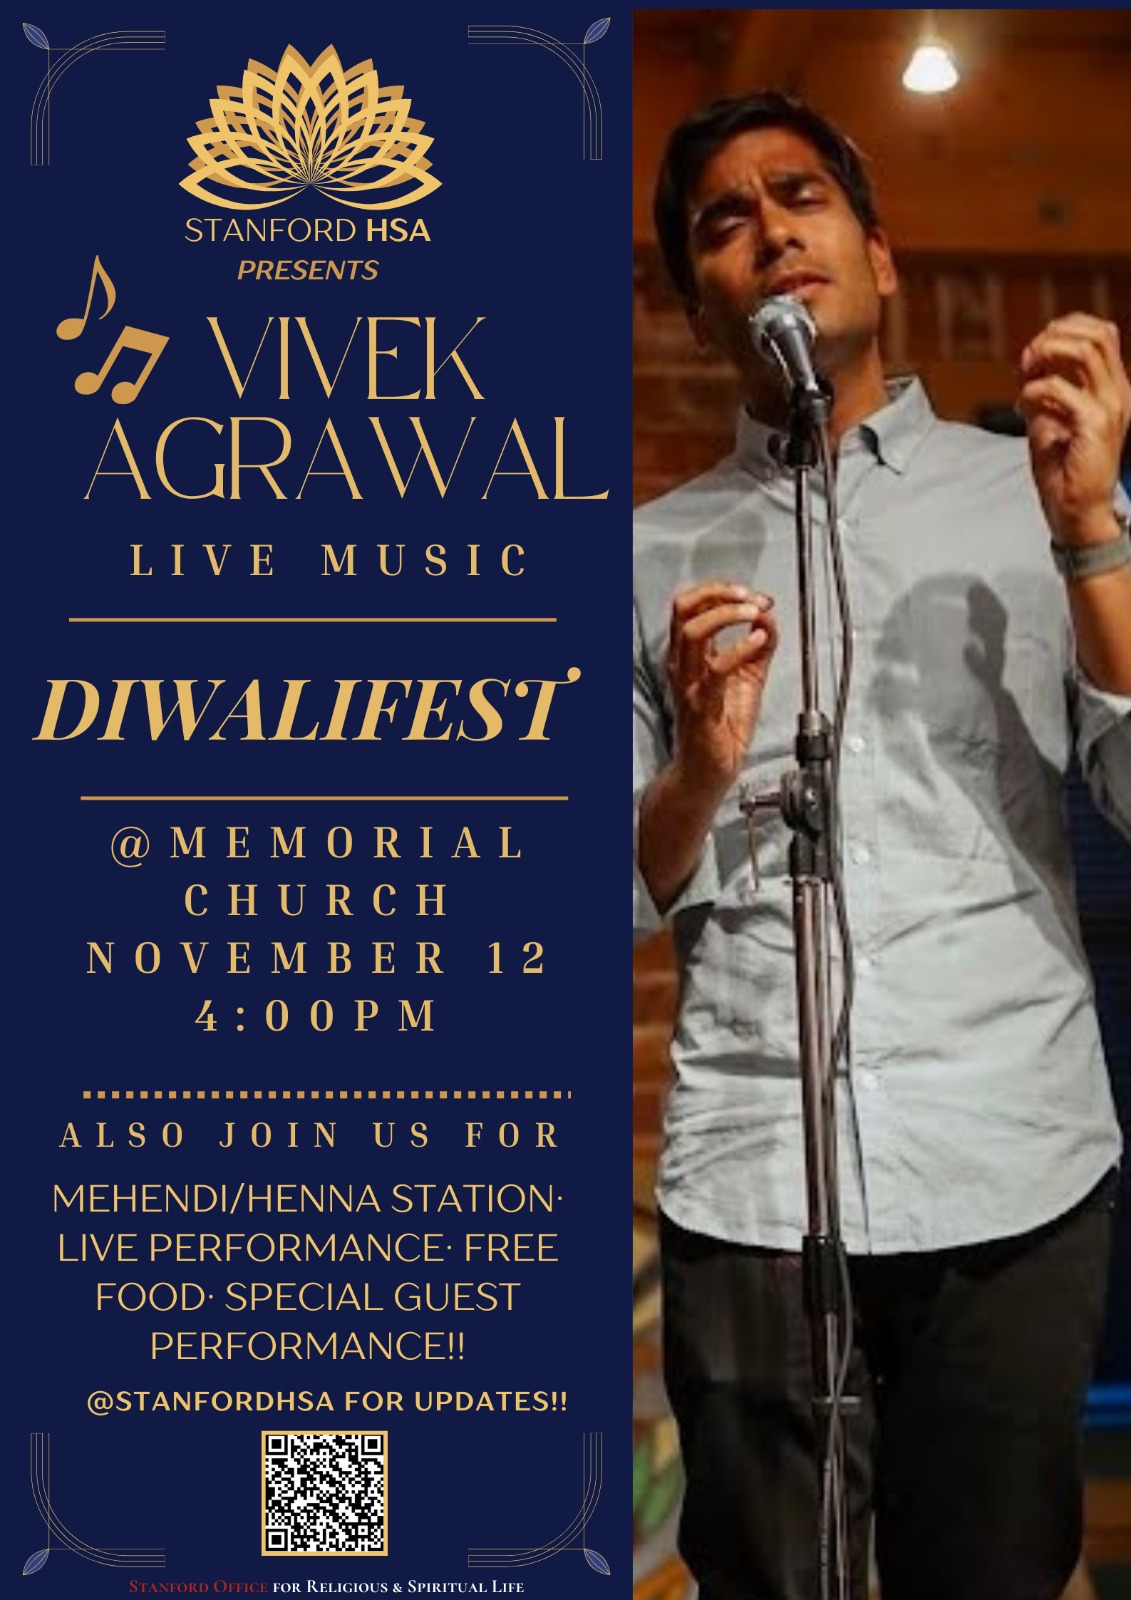 STANFORD HSA
PRESENTS
VIVEK
AGRAWAL
LIVE MUSIC
DIWALIFEST
@MEMORIAL
CHURCH
NOVEMBER 12
4:00PM
ALSO JOIN US FOR
MEHENDI/HENNA STATION·
LIVE PERFORMANCE· FREE
FOOD· SPECIAL GUEST
PERFORMANCE!!
@STANFORDHSA FOR UPDATES!!
STANFORD OFFICE FOR RELIGIOUS & SPIRITUAL LIFE